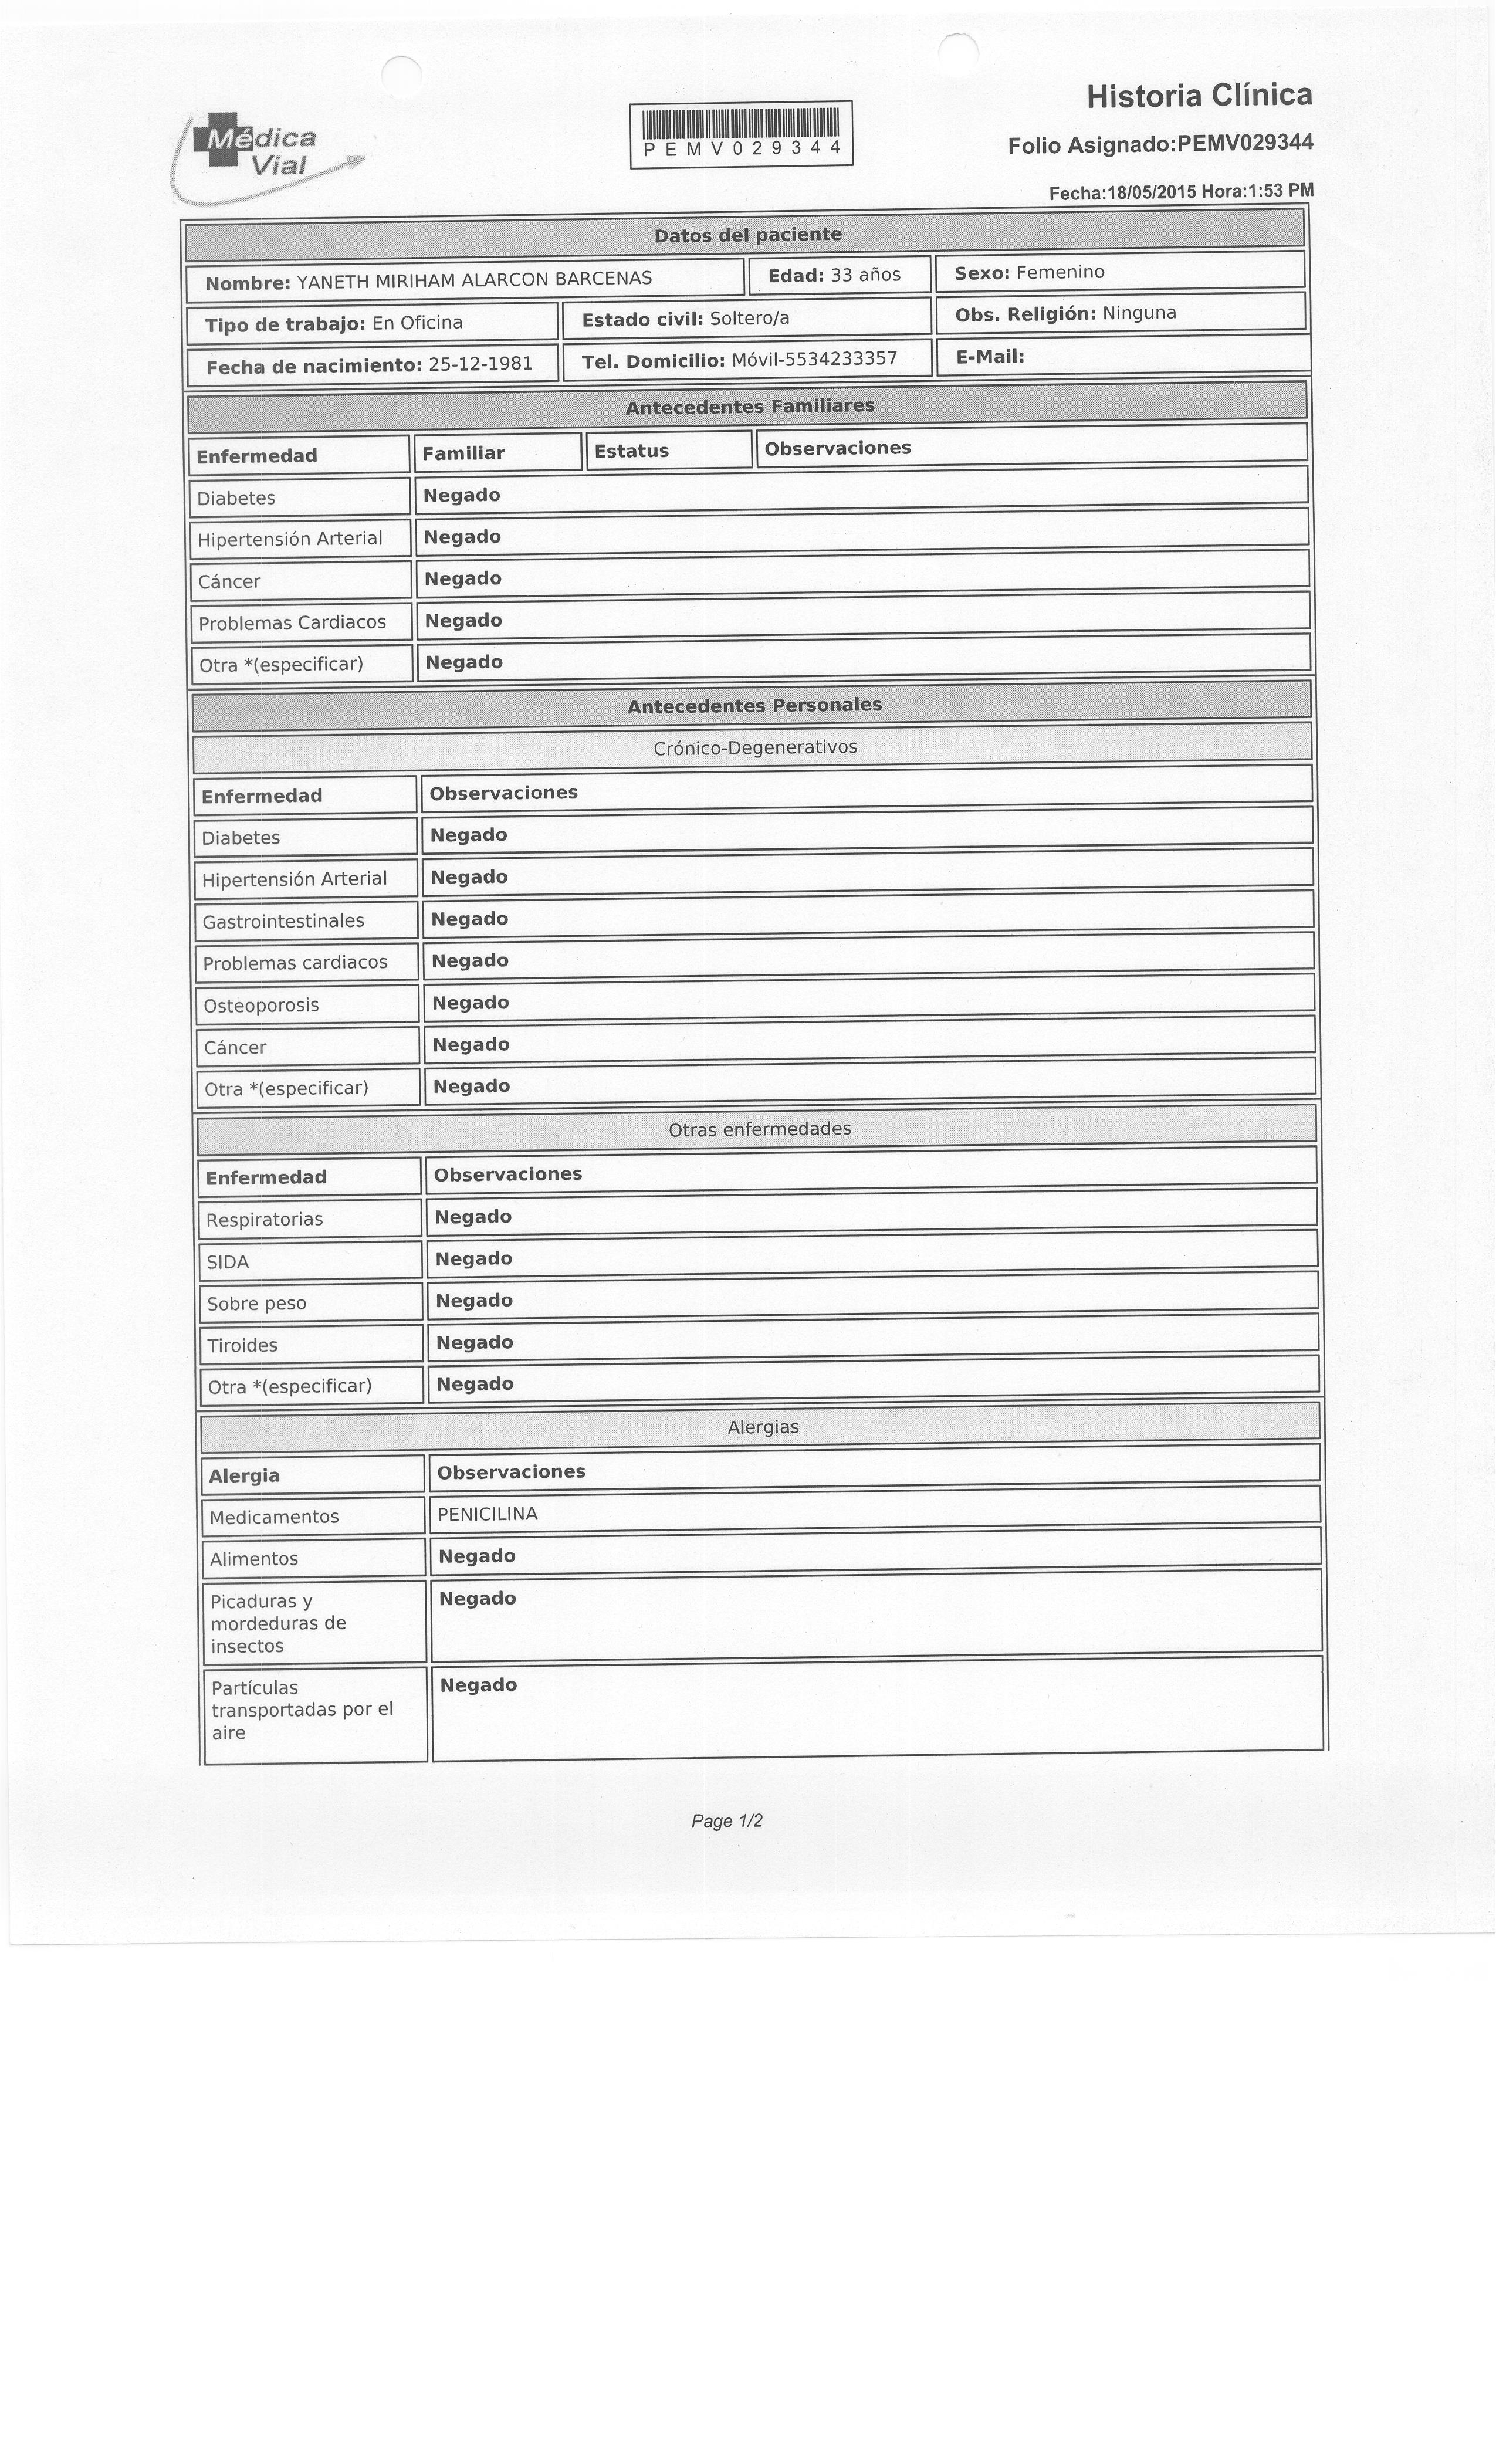 Médica
Vial
PEMV029344
Historia Clínica
Folio Asignado:PEMV029344
Fecha:18/05/2015 Hora:1:53 PM
Datos del paciente
Nombre: YANETH MIRIHAM ALARCON BARCENAS Edad: 33 años Sexo: Femenino
Tipo de trabajo: En Oficina Estado civil: Soltero/a Obs. Religión: Ninguna
Fecha de nacimiento: 25-12-1981 Tel. Domicilio: Móvil-5534233357 E-Mail:
Antecedentes Familiares
Enfermedad Familiar Estatus Observaciones
Diabetes Negado
Hipertensión Arterial Negado
Cáncer Negado
Problemas Cardiacos Negado
Otra *(especificar) Negado
Antecedentes Personales
Crónico-Degenerativos
Enfermedad Observaciones
Diabetes Negado
Hipertensión Arterial Negado
Gastrointestinales Negado
Problemas cardiacos Negado
Osteoporosis Negado
Cáncer Negado
Otra *(especificar) Negado
Otras enfermedades
Enfermedad Observaciones
Respiratorias Negado
SIDA Negado
Sobre peso Negado
Tiroides Negado
Otra *(especificar) Negado
Alergias
Alergia Observaciones
Medicamentos PENICILINA
Alimentos Negado
Picaduras y Negado
mordeduras de
insectos
Partículas Negado
transportadas por el
aire
Page 1/2